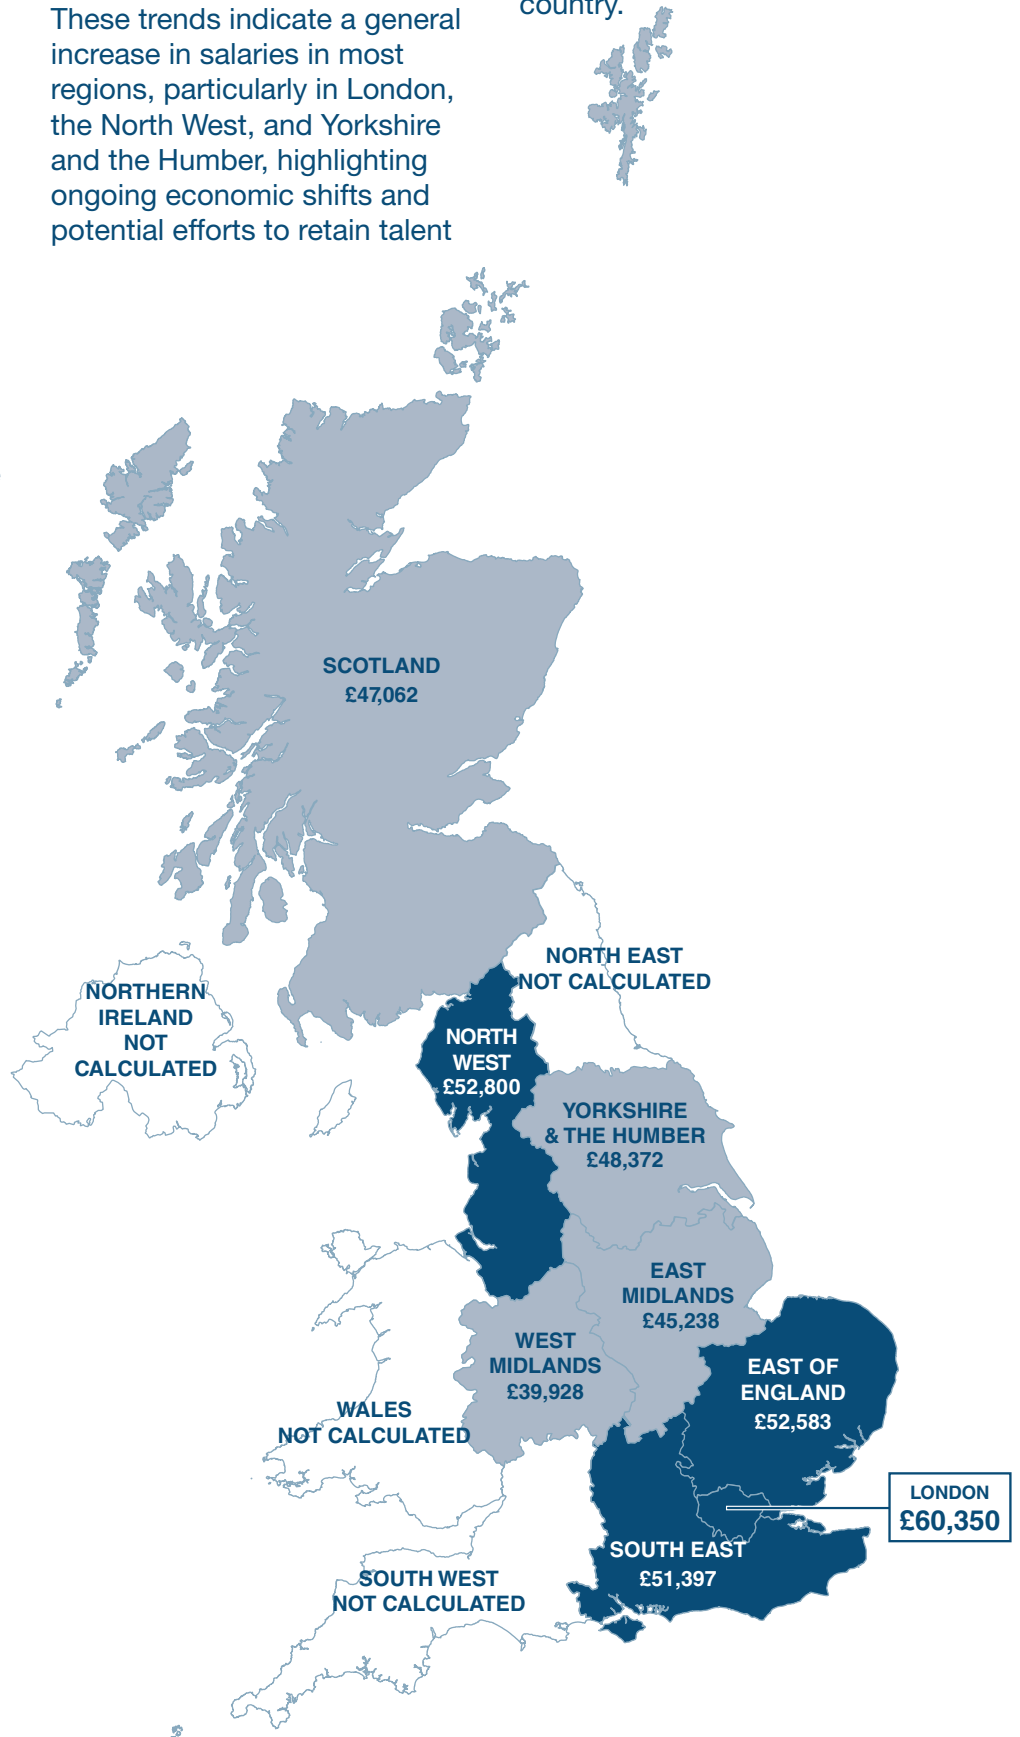 These trends indicate a general
increase in salaries in most
regions, particularly in London,
the North West, and Yorkshire
and the Humber, highlighting
ongoing economic shifts and
potential efforts to retain talent
country.
SCOTLAND
£47,062
NORTH EAST
NOT CALCULATED
NORTHERN
IRELAND
NOT
CALCULATED
NORTH
WEST
£52,800
YORKSHIRE
& THE HUMBER
£48,372
EAST
MIDLANDS
£45,238
WEST
MIDLANDS
£39,928
EAST OF
ENGLAND
£52,583
WALES
NOT CALCULATED
LONDON
£60,350
SOUTH EAST
£51,397
SOUTH WEST
NOT CALCULATED